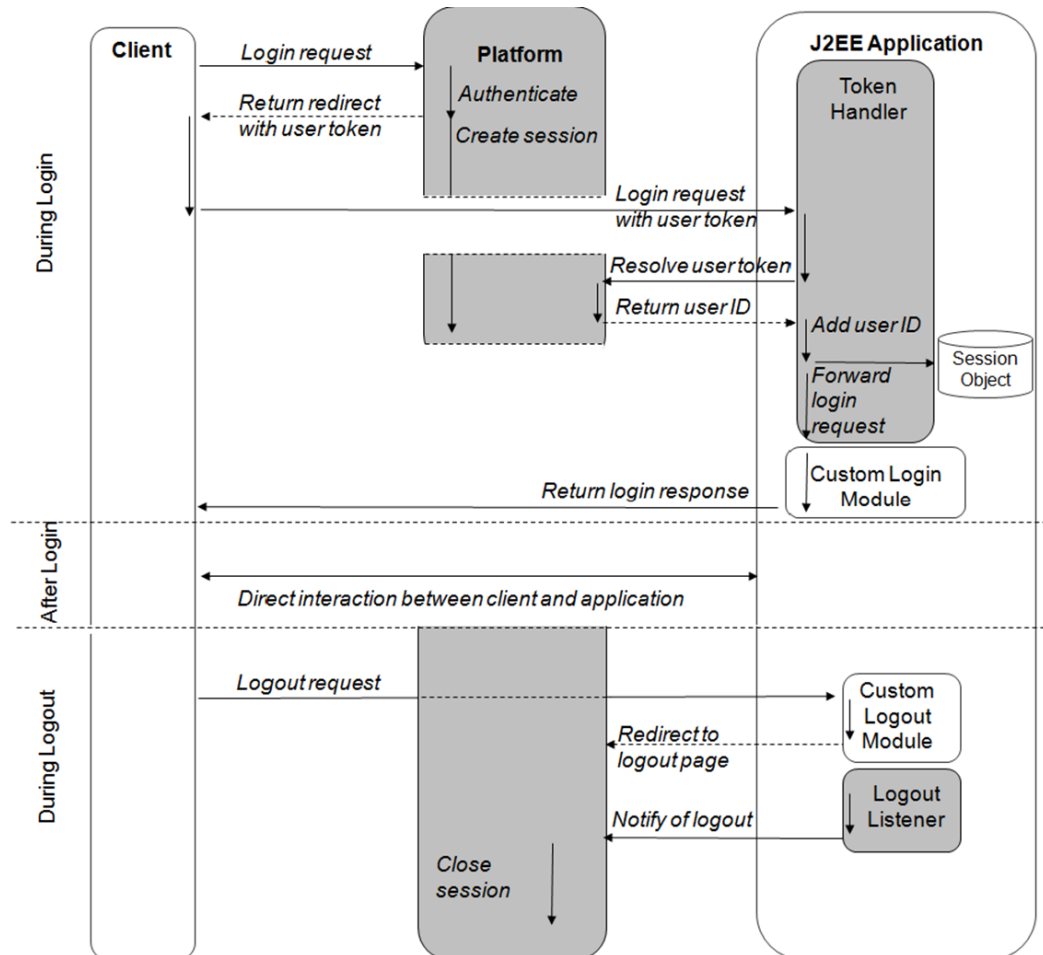 Client
Platform
J2EE Application
Login request
Token
Handler
Authenticate
Return redirect
with user token
Create session
During Login
Login request
with user token
Resolve user token
Return user ID
Add user ID
Session
Object
Forward
login
request
Custom Login
Module
Return login response
After Login
Direct interaction between client and application
During Logout
Logout request
Custom
Logout
Module
Redirect to
logout page
Logout
Listener
Notify of logout
Close
session